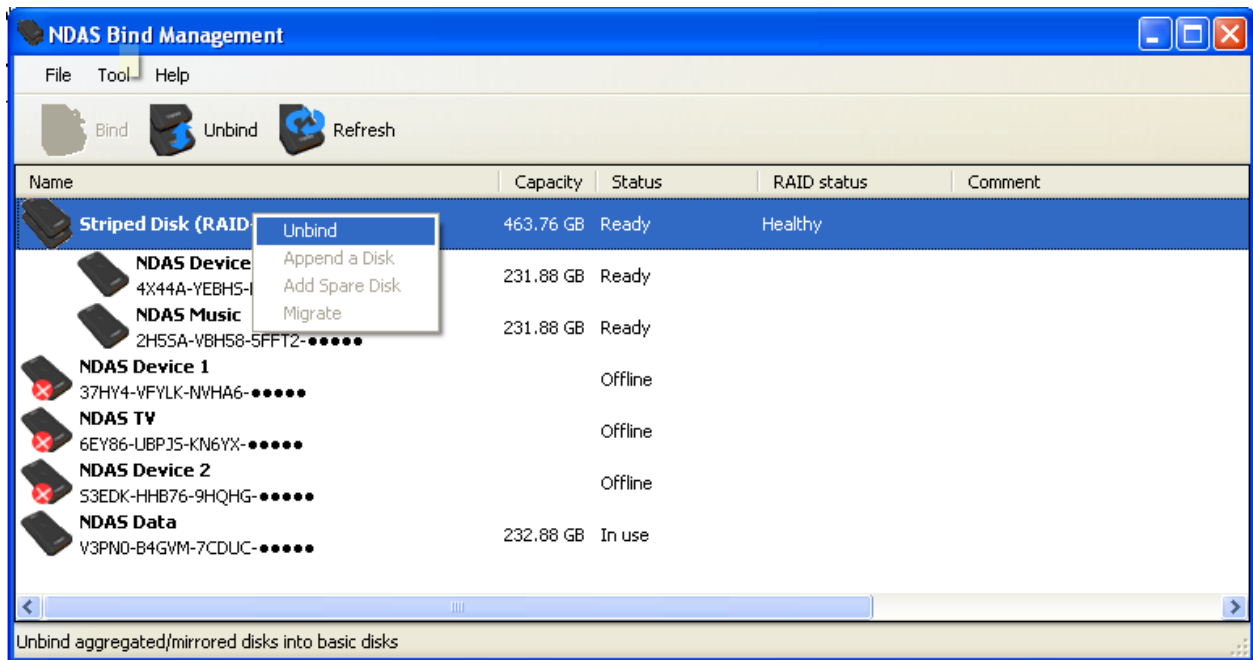 NDAS Bind Management
File Tool Help
Bind Unbind Refresh
Name Capacity Status RAID status Comment
Striped Disk (RAID- 463.76 GB Ready Healthy
Unbind
Append a Disk
Add Spare Disk
Migrate
NDAS Device 231.88 GB Ready
4X44A-YEBHS-
NDAS Music 231.88 GB Ready
2H5SA-VBH58-5FFT2-●●●●●
NDAS Device 1 Offline
37HY4-VFYLK-NVHA6-●●●●●
NDAS TV Offline
6EY86-UBPJS-KN6YX-●●●●●
NDAS Device 2 Offline
S3EDK-HHB76-9HQHG-●●●●●
NDAS Data 232.88 GB In use
V3PN0-B4GVM-7CDUC-●●●●●
Unbind aggregated/mirrored disks into basic disks